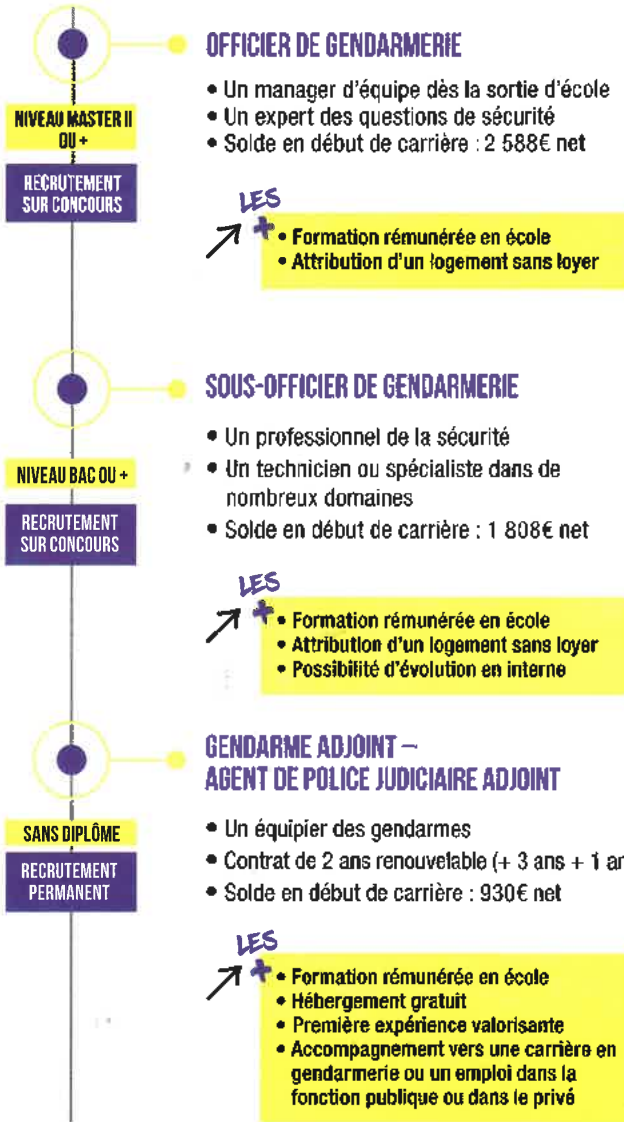 OFFICIER DE GENDARMERIE
• Un manager d'équipe dès la sortie d'école
• Un expert des questions de sécurité
• Solde en début de carrière : 2 588€ net
NIVEAU MASTER II
OU +
RECRUTEMENT
SUR CONCOURS
LES
+
• Formation rémunérée en école
• Attribution d'un logement sans loyer
SOUS-OFFICIER DE GENDARMERIE
• Un professionnel de la sécurité
• Un technicien ou spécialiste dans de
nombreux domaines
• Solde en début de carrière : 1 808€ net
NIVEAU BAC OU +
RECRUTEMENT
SUR CONCOURS
LES
+
• Formation rémunérée en école
• Attribution d'un logement sans loyer
• Possibilité d'évolution en interne
GENDARME ADJOINT –
AGENT DE POLICE JUDICIAIRE ADJOINT
• Un équipier des gendarmes
• Contrat de 2 ans renouvelable (+ 3 ans + 1 an
• Solde en début de carrière : 930€ net
SANS DIPLÔME
RECRUTEMENT
PERMANENT
LES
+
• Formation rémunérée en école
• Hébergement gratuit
• Première expérience valorisante
• Accompagnement vers une carrière en
gendarmerie ou un emploi dans la
fonction publique ou dans le privé